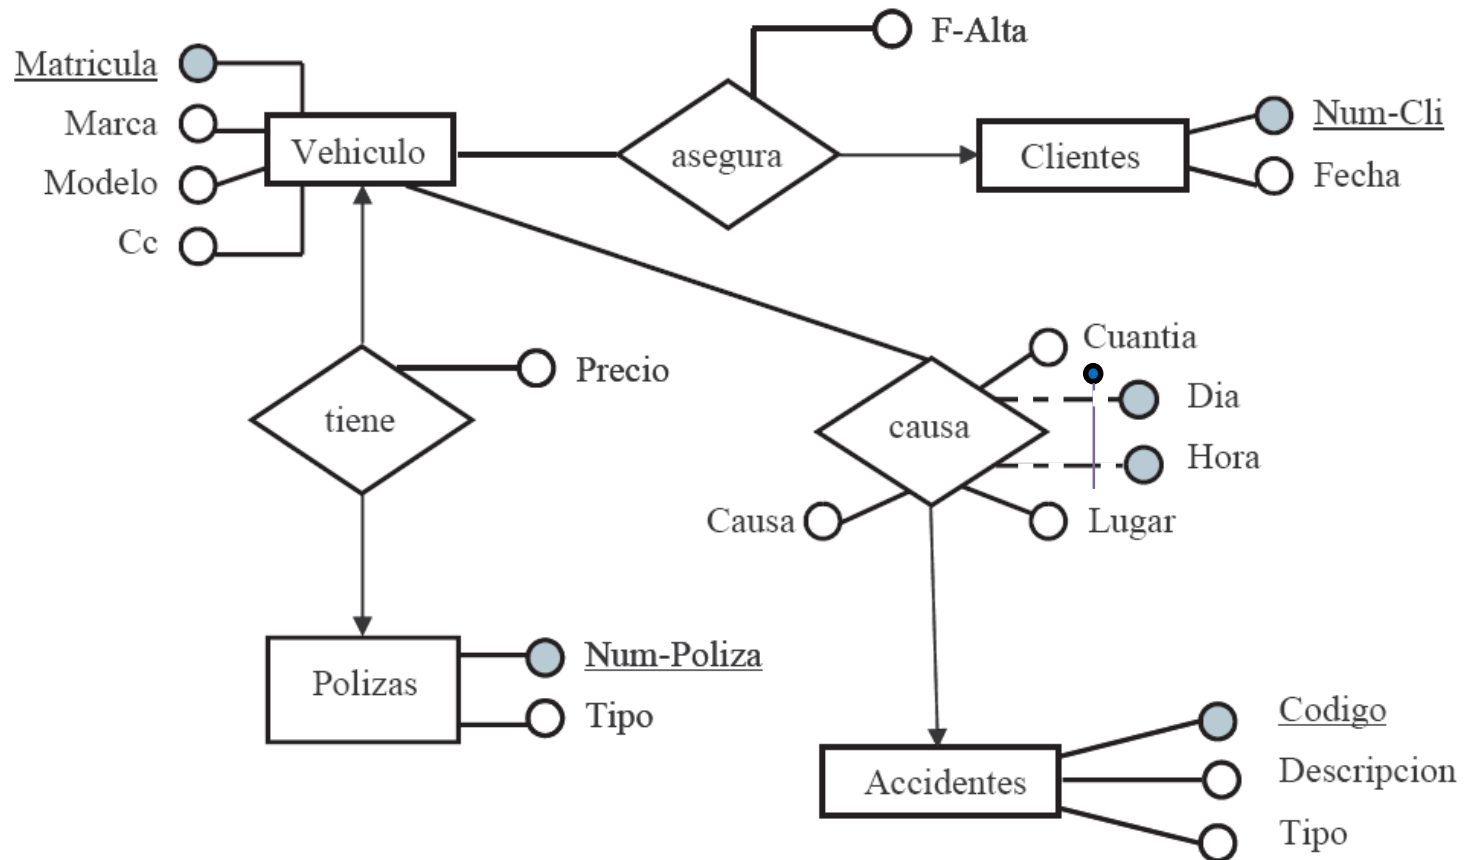 F-Alta
Matricula
Marca
Modelo
Cc
Vehiculo
asegura
Clientes
Num-Cli
Fecha
tiene
Precio
causa
Cuantia
Dia
Hora
Causa
Lugar
Polizas
Num-Poliza
Tipo
Accidentes
Codigo
Descripcion
Tipo